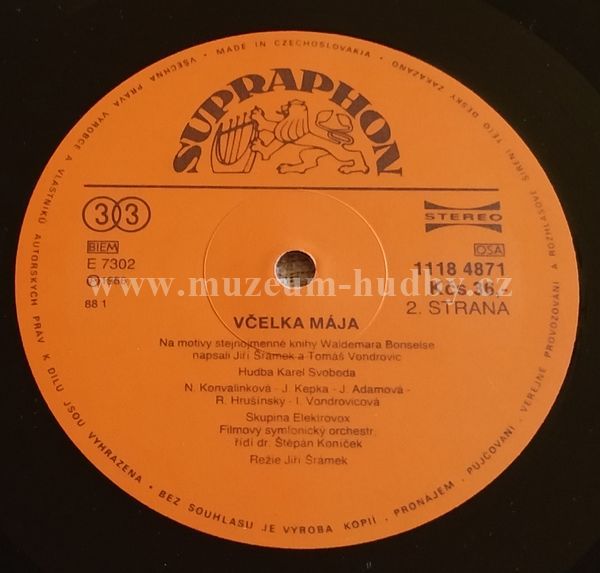 VŠECHNA PRÁVA VÝROBCE A VLASTNÍKŮ AUTORSKÝCH PRÁV K DÍLU JSOU VYHRAZENA • BEZ SOUHLASU JE VÝROBA KOPIÍ, PRONÁJEM, PŮJČOVÁNÍ, VEŘEJNÉ PROVOZOVÁNÍ A ROZHLASOVÉ ŠÍŘENÍ TÉTO DESKY ZAKÁZÁNO • MADE IN CZECHOSLOVAKIA •
SUPRAPHON
33
STEREO
BIEM
OSA
E 7302
1118 4871
℗ 1986
Kčs 36,-
88 1
2. STRANA
www.muzeum-hudby.cz
VČELKA MÁJA
Na motivy stejnojmenné knihy Waldemara Bonselse
napsali Jiří Šrámek a Tomáš Vondrovic
Hudba Karel Svoboda
N. Konvalinková - J. Kepka - J. Adamová -
R. Hrušínský - I. Vondrovicová
Skupina Elektrovox
Filmový symfonický orchestr
řídí dr. Štěpán Koníček
Režie Jiří Šrámek